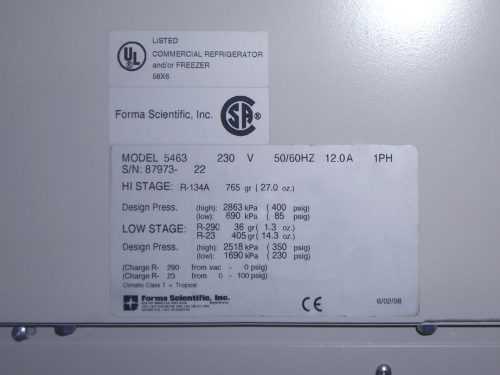 UL
LISTED
COMMERCIAL REFRIGERATOR
and/or FREEZER
58X6
Forma Scientific, Inc.
MODEL 5463 230 V 50/60HZ 12.0A 1PH
S/N: 87973- 22
HI STAGE: R-134A 765 gr ( 27.0 oz.)
Design Press. (high): 2863 kPa ( 400 psig)
(low): 690 kPa ( 85 psig)
LOW STAGE: R-290 36 gr ( 1.3 oz.)
R-23 405 gr ( 14.3 oz.)
Design Press. (high): 2518 kPa ( 350 psig)
(low): 1690 kPa ( 230 psig)
(Charge R- 290 from vac - 0 psig)
(Charge R- 23 from 0 - 100 psig)
Climatic Class T = Tropical
Forma Scientific, Inc.
CE
6/02/98